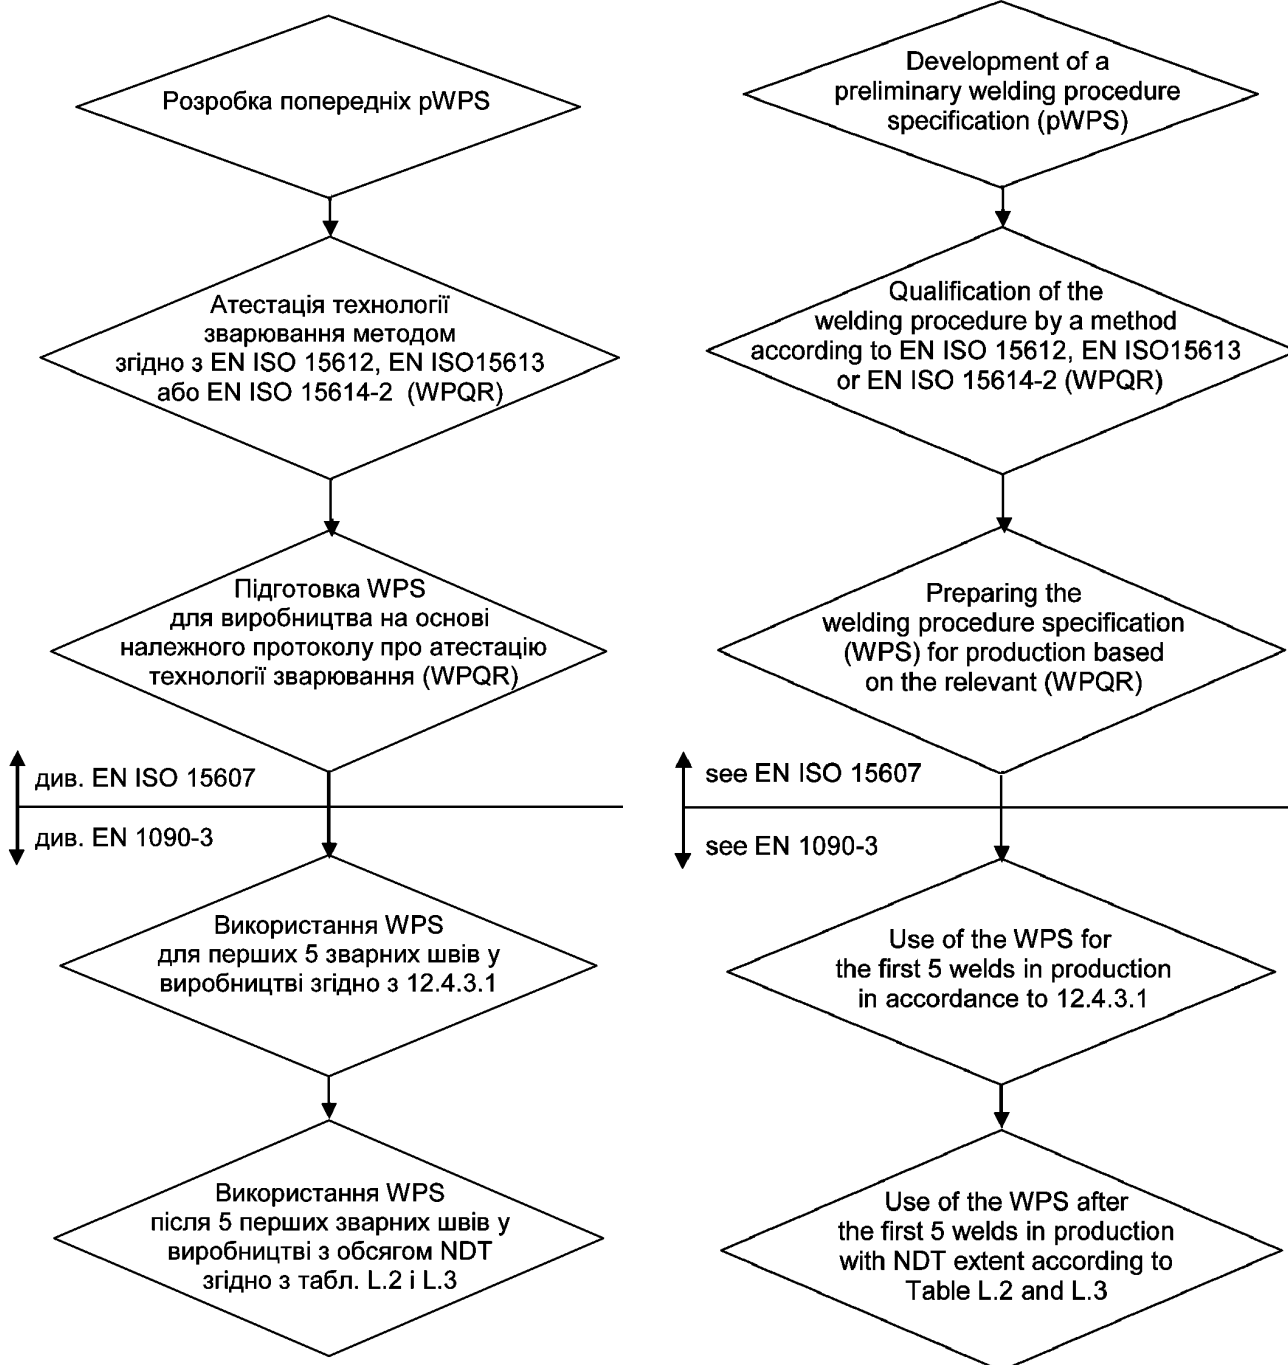 Розробка попередніх pWPS
Атестація технології
зварювання методом
згідно з EN ISO 15612, EN ISO15613
або EN ISO 15614-2 (WPQR)
Підготовка WPS
для виробництва на основі
належного протоколу про атестацію
технології зварювання (WPQR)
див. EN ISO 15607
див. EN 1090-3
Використання WPS
для перших 5 зварних швів у
виробництві згідно з 12.4.3.1
Використання WPS
після 5 перших зварних швів у
виробництві з обсягом NDT
згідно з табл. L.2 і L.3
Development of a
preliminary welding procedure
specification (pWPS)
Qualification of the
welding procedure by a method
according to EN ISO 15612, EN ISO15613
or EN ISO 15614-2 (WPQR)
Preparing the
welding procedure specification
(WPS) for production based
on the relevant (WPQR)
see EN ISO 15607
see EN 1090-3
Use of the WPS for
the first 5 welds in production
in accordance to 12.4.3.1
Use of the WPS after
the first 5 welds in production
with NDT extent according to
Table L.2 and L.3